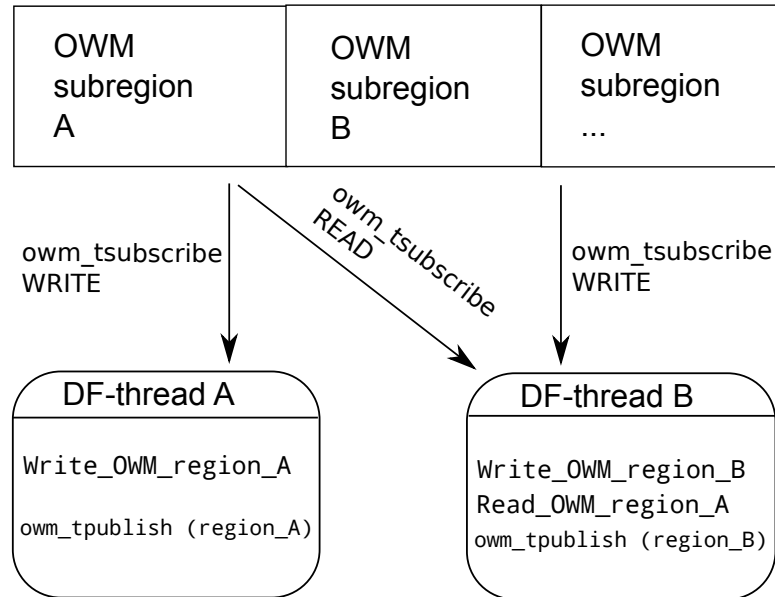 OWM
subregion
A
OWM
subregion
B
OWM
subregion
...
owm_tsubscribe
WRITE
owm_tsubscribe
READ
owm_tsubscribe
WRITE
DF-thread A
Write_OWM_region_A
owm_tpublish (region_A)
DF-thread B
Write_OWM_region_B
Read_OWM_region_A
owm_tpublish (region_B)